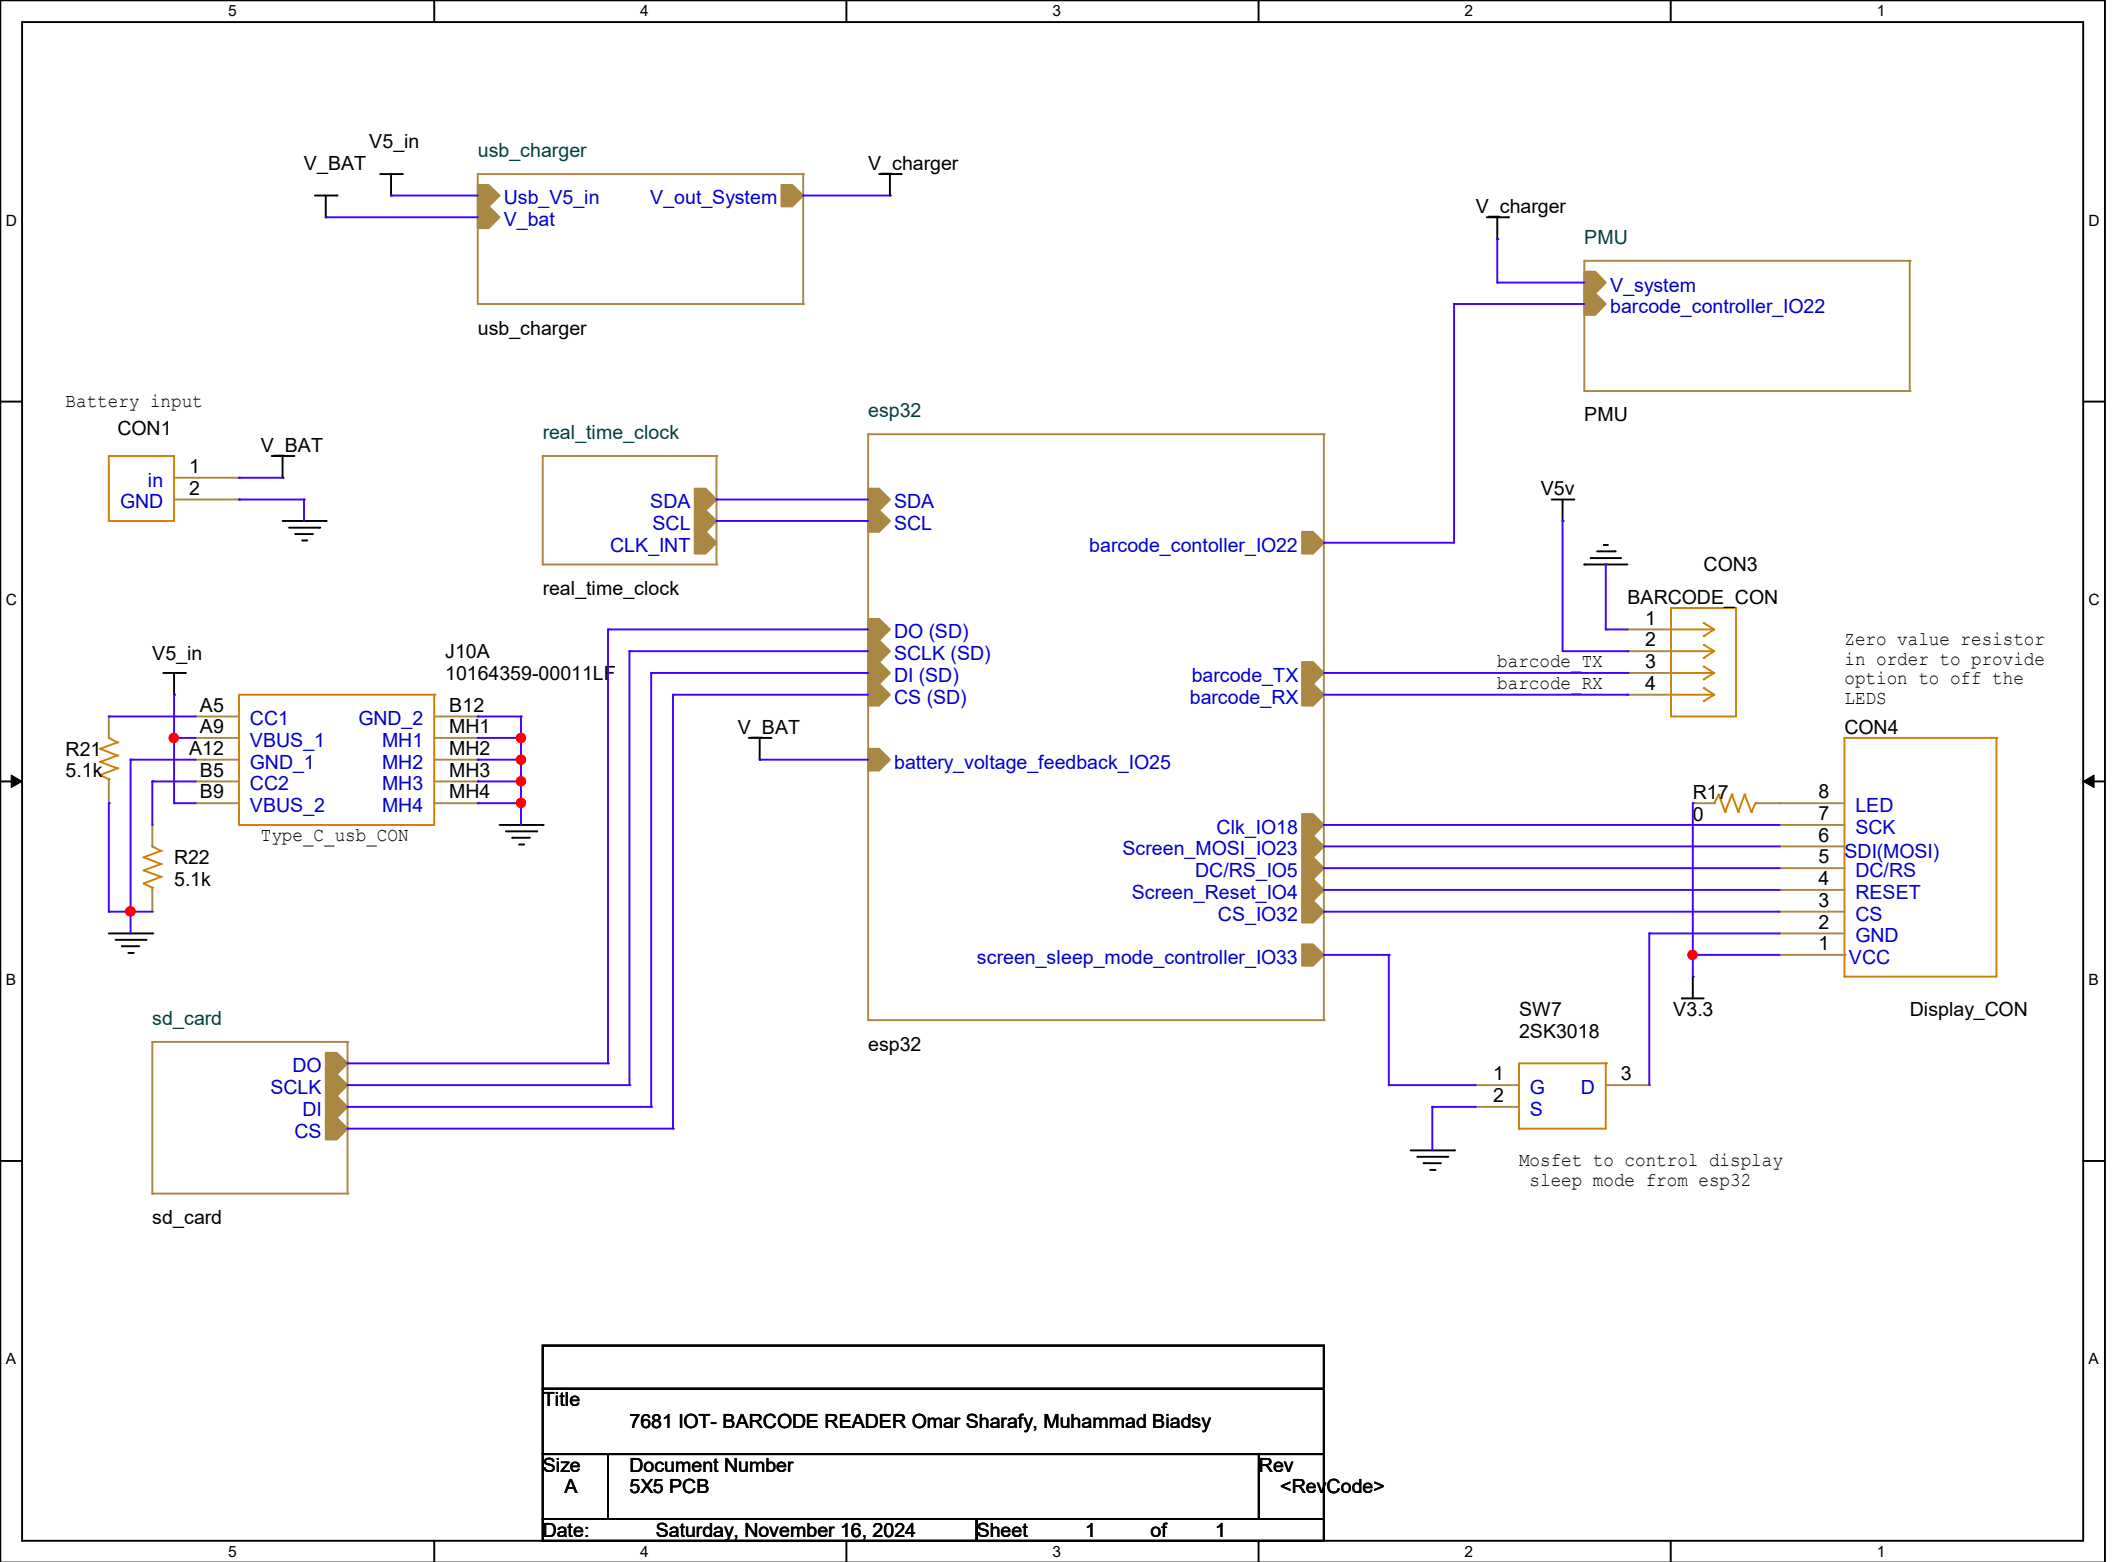 5 4 3 2 1
D
D
C
C
B
B
A
A
V5_in
V_BAT
usb_charger
Usb_V5_in
V_bat
V_out_System
usb_charger
V_charger
V_charger
PMU
V_system
barcode_controller_IO22
PMU
Battery input
CON1
in
GND
1
2
V_BAT
real_time_clock
SDA
SCL
CLK_INT
real_time_clock
esp32
SDA
SCL
DO (SD)
SCLK (SD)
DI (SD)
CS (SD)
V_BAT
battery_voltage_feedback_IO25
barcode_contoller_IO22
barcode_TX
barcode_RX
Clk_IO18
Screen_MOSI_IO23
DC/RS_IO5
Screen_Reset_IO4
CS_IO32
screen_sleep_mode_controller_IO33
esp32
V5v
CON3
BARCODE_CON
1
2
barcode_TX 3
barcode_RX 4
Zero value resistor
in order to provide
option to off the
LEDS
CON4
R17
0
8 LED
7 SCK
6 SDI(MOSI)
5 DC/RS
4 RESET
3 CS
2 GND
1 VCC
V3.3
Display_CON
V5_in
J10A
10164359-00011LF
R21
5.1k
A5 CC1
A9 VBUS_1
A12 GND_1
B5 CC2
B9 VBUS_2
GND_2 B12
MH1 MH1
MH2 MH2
MH3 MH3
MH4 MH4
Type_C_usb_CON
R22
5.1k
sd_card
DO
SCLK
DI
CS
sd_card
SW7
2SK3018
1 G
2 S
D 3
Mosfet to control display
sleep mode from esp32
Title
7681 IOT- BARCODE READER Omar Sharafy, Muhammad Biadsy
Size
A
Document Number
5X5 PCB
Rev
<RevCode>
Date: Saturday, November 16, 2024 Sheet 1 of 1
5 4 3 2 1